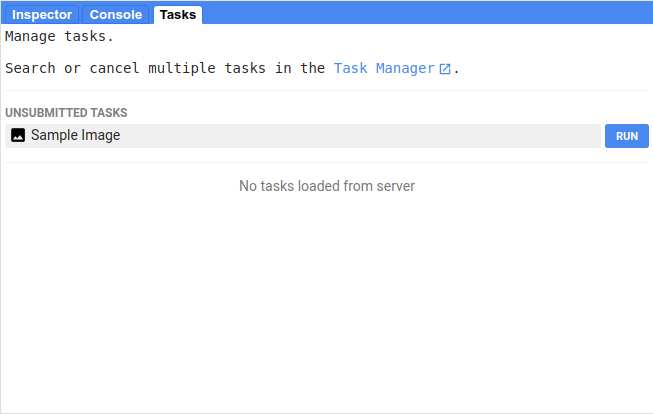 Inspector Console Tasks
Manage tasks.
Search or cancel multiple tasks in the Task Manager.
UNSUBMITTED TASKS
Sample Image RUN
No tasks loaded from server